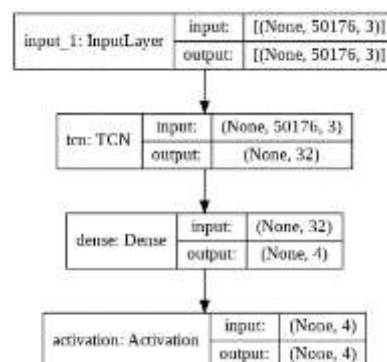 input_1: InputLayer
input: [(None, 50176, 3)]
output: [(None, 50176, 3)]
tcn: TCN
input: (None, 50176, 3)
output: (None, 32)
dense: Dense
input: (None, 32)
output: (None, 4)
activation: Activation
input: (None, 4)
output: (None, 4)